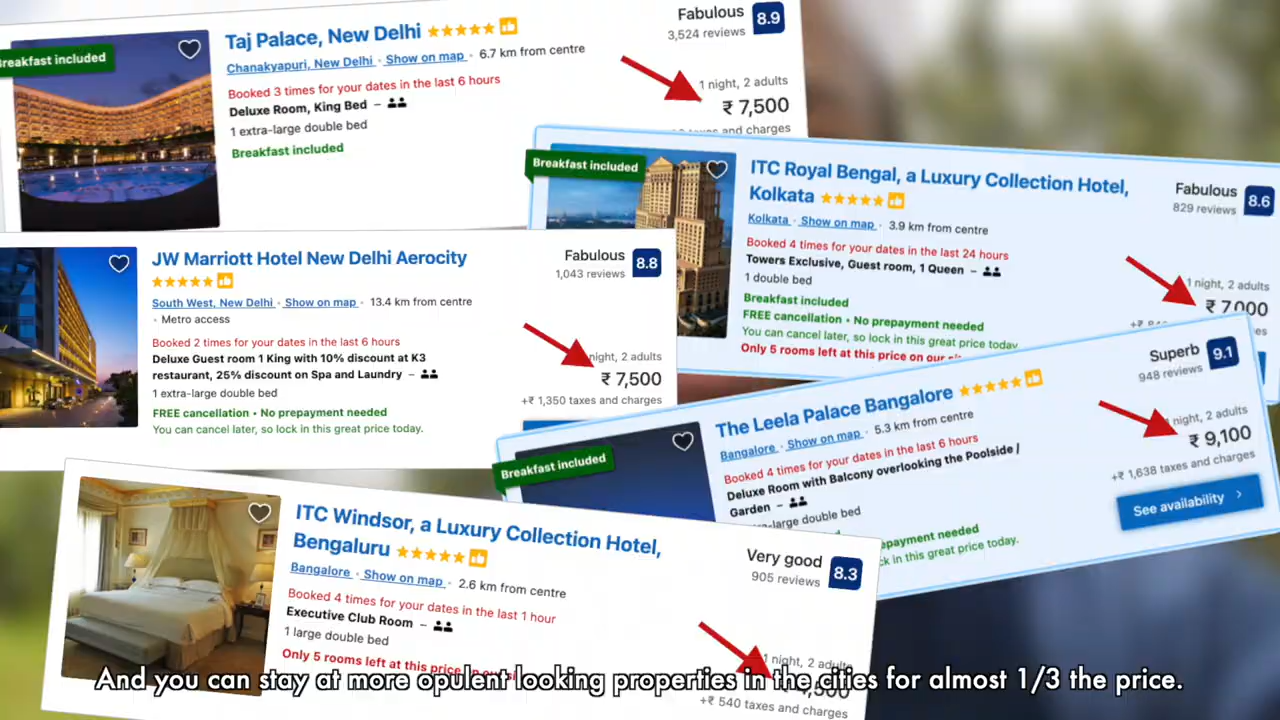 Breakfast included
Taj Palace, New Delhi
Chanakyapuri, New Delhi · Show on map · 6.7 km from centre
Booked 3 times for your dates in the last 6 hours
Deluxe Room, King Bed –
1 extra-large double bed
Breakfast included
Fabulous 8.9
3,524 reviews
1 night, 2 adults
₹ 7,500
taxes and charges
Breakfast included
ITC Royal Bengal, a Luxury Collection Hotel,
Kolkata
Kolkata · Show on map · 3.9 km from centre
Booked 4 times for your dates in the last 24 hours
Towers Exclusive, Guest room, 1 Queen –
1 double bed
Breakfast included
FREE cancellation • No prepayment needed
You can cancel later, so lock in this great price today
Only 5 rooms left at this price on our
Fabulous 8.6
829 reviews
1 night, 2 adults
₹ 7,000
JW Marriott Hotel New Delhi Aerocity
South West, New Delhi · Show on map · 13.4 km from centre
· Metro access
Booked 2 times for your dates in the last 6 hours
Deluxe Guest room 1 King with 10% discount at K3
restaurant, 25% discount on Spa and Laundry –
1 extra-large double bed
FREE cancellation • No prepayment needed
You can cancel later, so lock in this great price today.
Fabulous 8.8
1,043 reviews
night, 2 adults
₹ 7,500
+₹ 1,350 taxes and charges
Breakfast included
The Leela Palace Bangalore
Bangalore · Show on map · 5.3 km from centre
Booked 4 times for your dates in the last 6 hours
Deluxe Room with Balcony overlooking the Poolside /
Garden –
large double bed
epayment needed
ck in this great price today.
Superb 9.1
948 reviews
night, 2 adults
₹ 9,100
+₹ 1,638 taxes and charges
See availability
ITC Windsor, a Luxury Collection Hotel,
Bengaluru
Bangalore · Show on map · 2.6 km from centre
Booked 4 times for your dates in the last 1 hour
Executive Club Room –
1 large double bed
Only 5 rooms left at this price
Very good 8.3
905 reviews
1 night, 2 adults
+₹ 540 taxes and charges
And you can stay at more opulent looking properties in the cities for almost 1/3 the price.